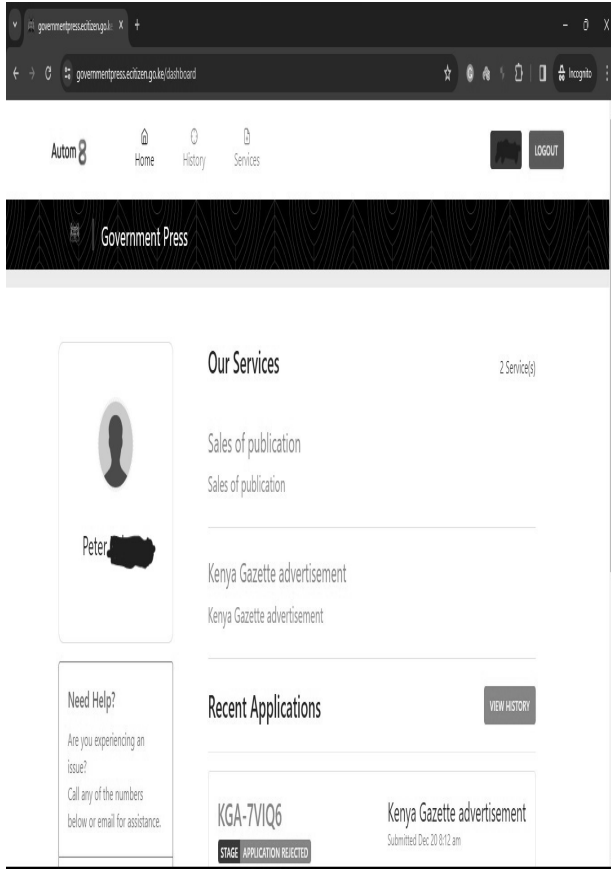 governmentpress.ecitizen.go.ke
governmentpress.ecitizen.go.ke/dashboard
Incognito
Autom8
Home
History
Services
LOGOUT
Government Press
Peter
Need Help?
Are you experiencing an
issue?
Call any of the numbers
below or email for assistance.
Our Services
2 Service(s)
Sales of publication
Sales of publication
Kenya Gazette advertisement
Kenya Gazette advertisement
Recent Applications
VIEW HISTORY
KGA-7VIQ6
STAGE APPLICATION REJECTED
Kenya Gazette advertisement
Submitted Dec 20 8:12 am